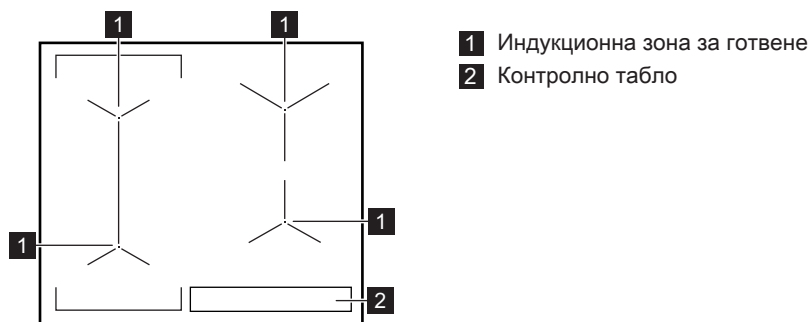 1 1
1 Индукционна зона за готвене
2 Контролно табло
1
1
2